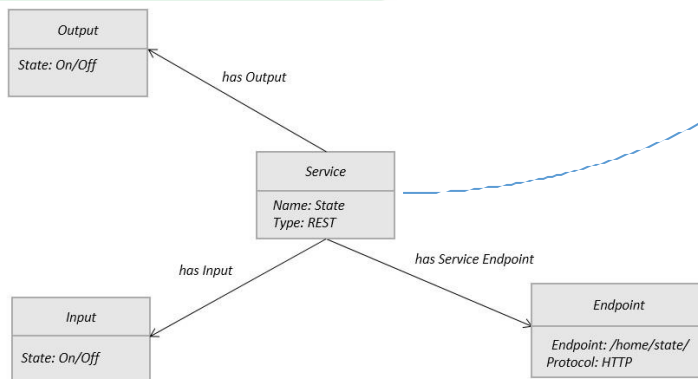 Output
State: On/Off
has Output
Service
Name: State
Type: REST
has Input
has Service Endpoint
Input
State: On/Off
Endpoint
Endpoint: /home/state/
Protocol: HTTP